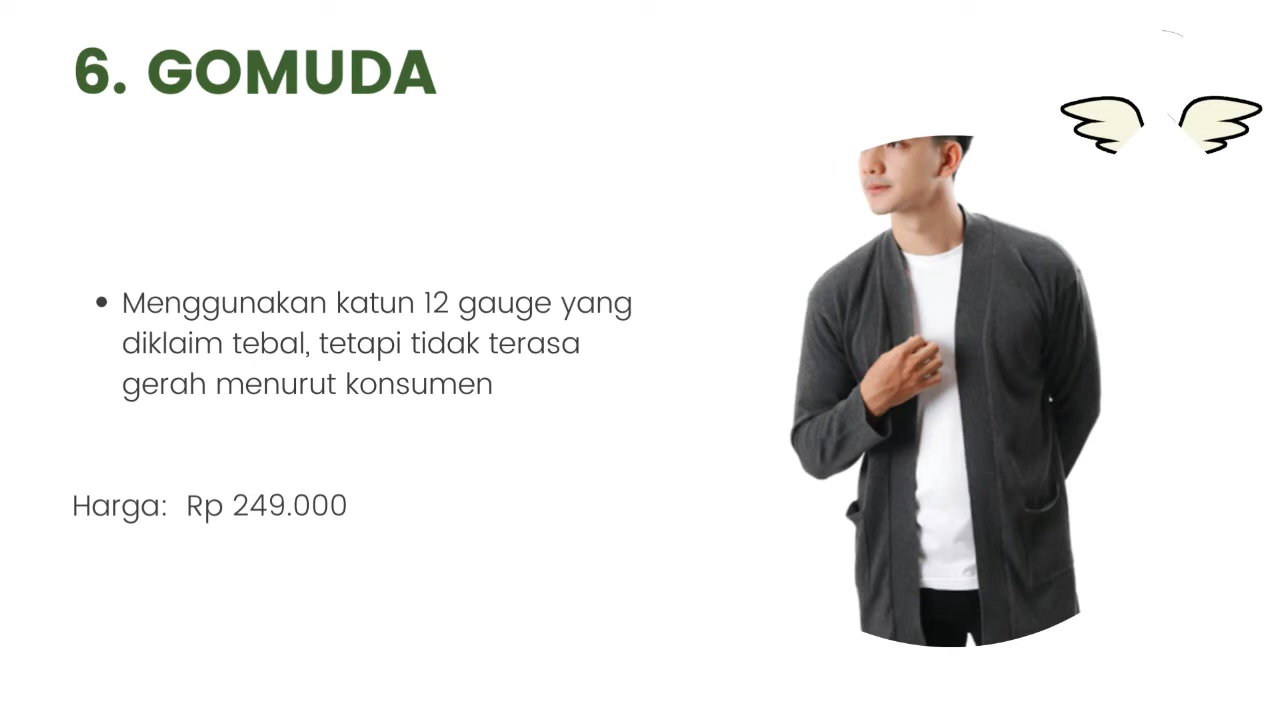 6. GOMUDA
• Menggunakan katun 12 gauge yang
diklaim tebal, tetapi tidak terasa
gerah menurut konsumen
Harga: Rp 249.000